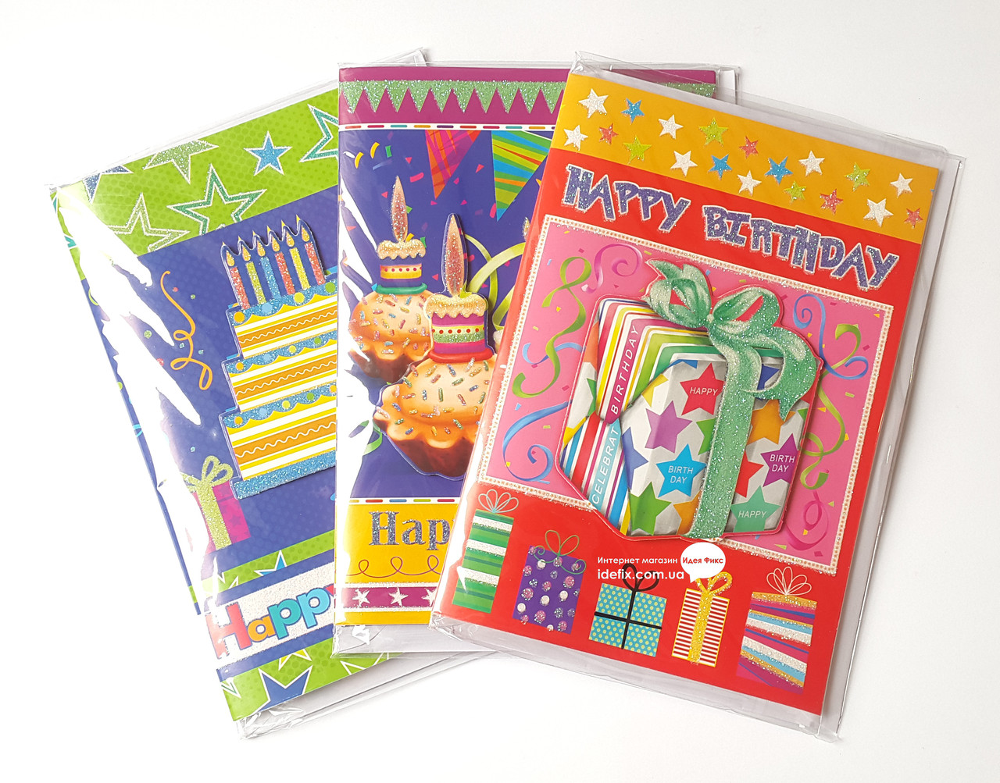 Happ
Hap
HAPPY BIRTHDAY
BIRTHDAY
CELEBRAT
HAPPY
BIRTH
DAY
BIRTH
DAY
HAPPY
Интернет магазин Идея Фикс
idefix.com.ua